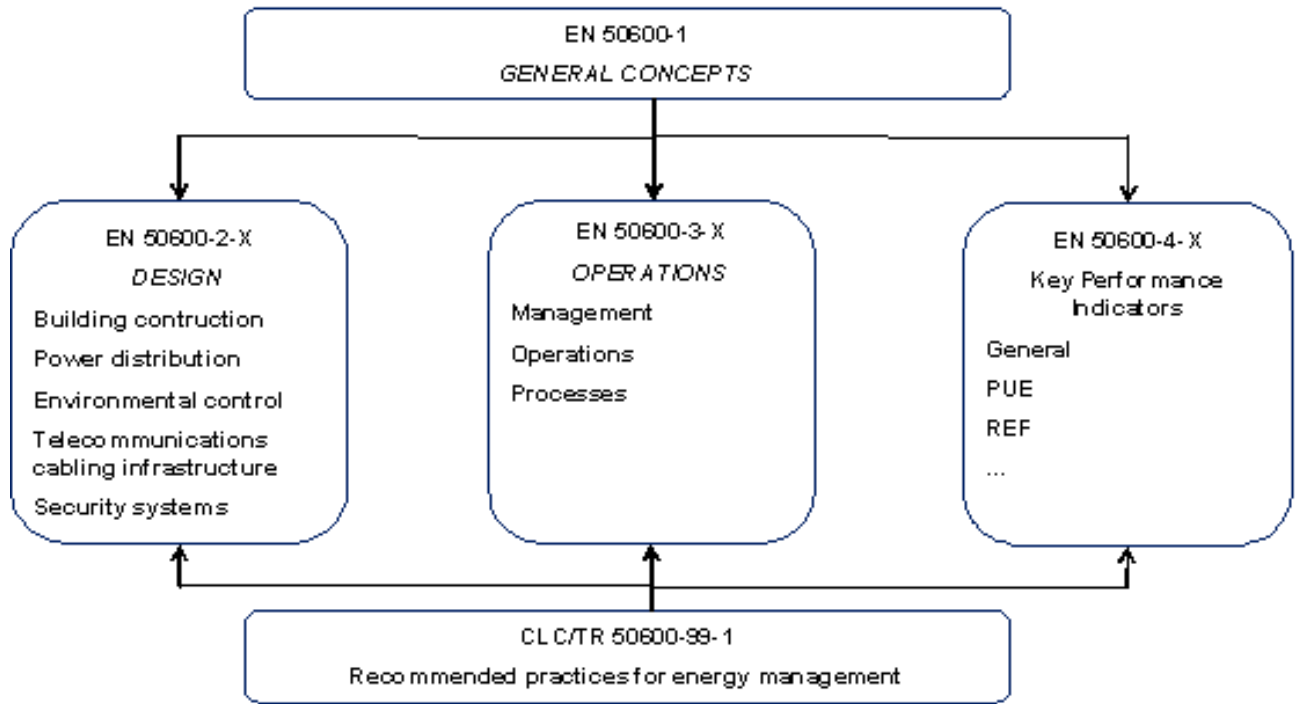 EN 50600-1
GENERAL CONCEPTS
EN 50600-2-X
DESIGN
Building contruction
Power distribution
Environmental control
Telecommunications
cabling infrastructure
Security systems
EN 50600-3-X
OPERATIONS
Management
Operations
Processes
EN 50600-4-X
Key Performance
Indicators
General
PUE
REF
...
CLC/TR 50600-99-1
Recommended practices for energy management